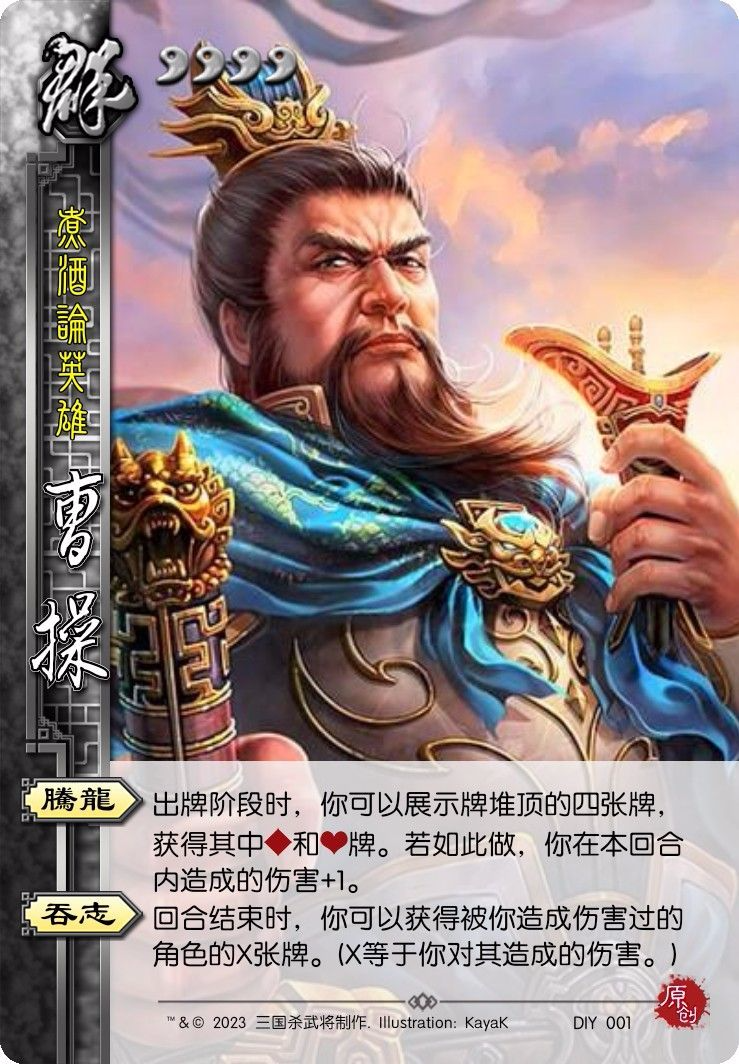 群
煮酒論英雄
曹操
騰龍
出牌阶段时，你可以展示牌堆顶的四张牌，
获得其中♦和♥牌。若如此做，你在本回合
内造成的伤害+1。
吞志
回合结束时，你可以获得被你造成伤害过的
角色的X张牌。(X等于你对其造成的伤害。)
™&© 2023 三国杀武将制作. Illustration: KayaK DIY 001
原创